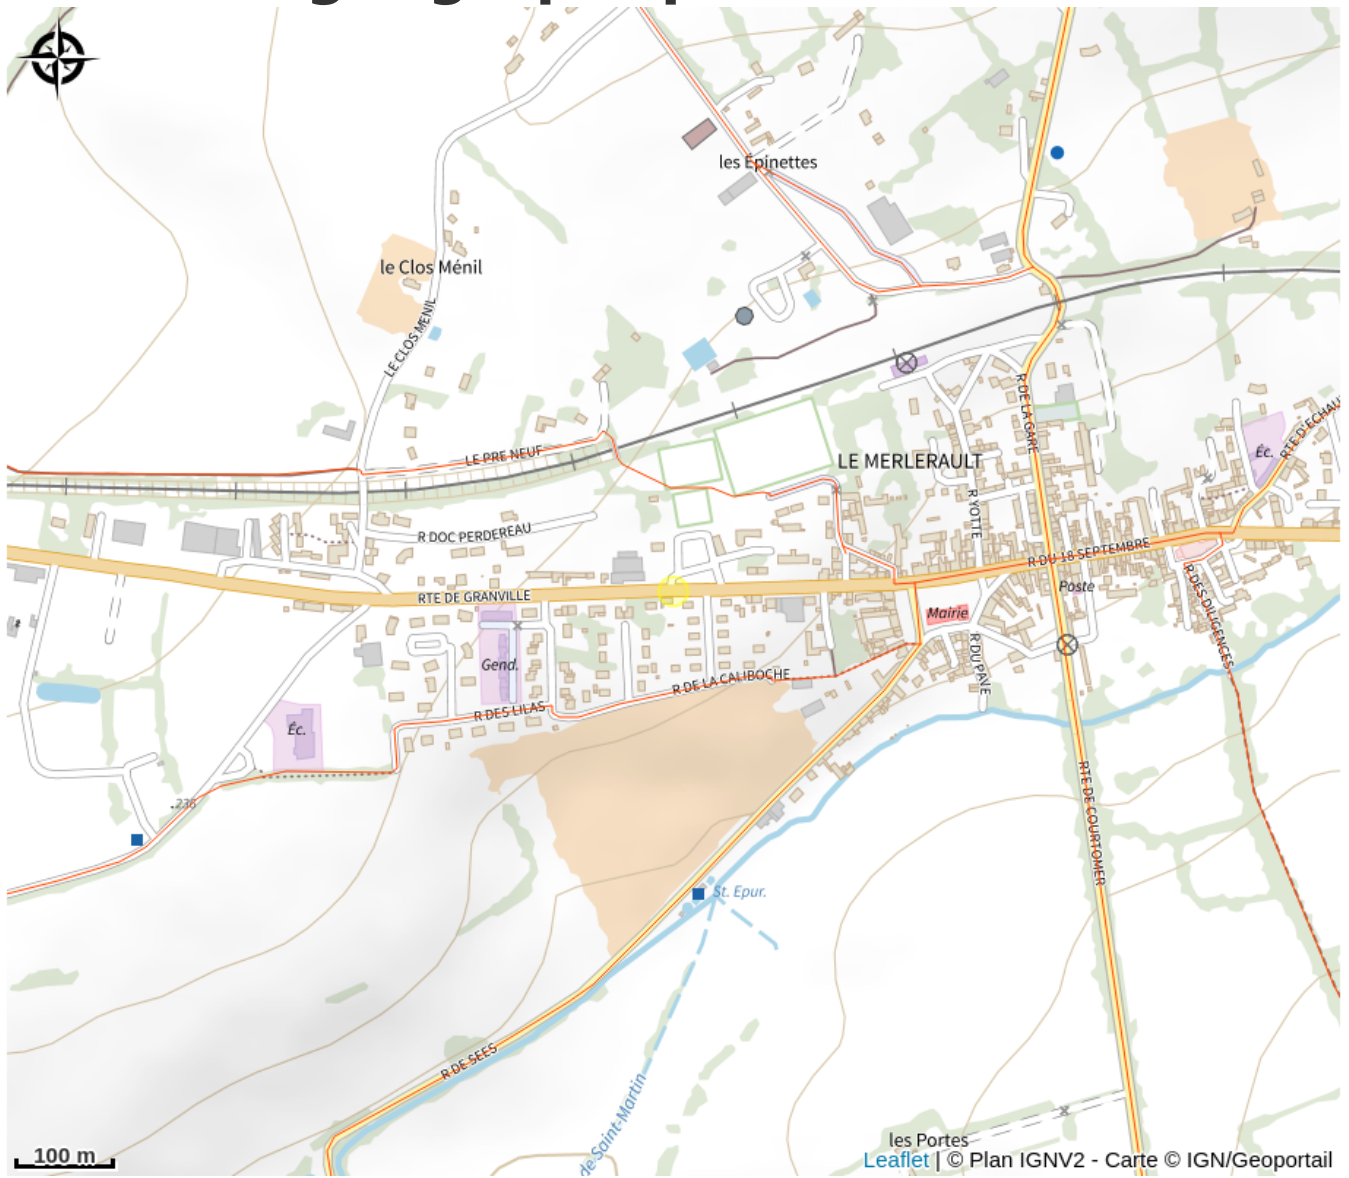 les Épinettes
le Clos Ménil
LE CLOS MENIL
LE PRE NEUF
LE MERLERAULT
R DE LA GARE
R YOTTE
Éc.
RTE D'ECHAU
R DOC PERDEREAU
R DU 18 SEPTEMBRE
RTE DE GRANVILLE
Poste
Mairie
R DES DILIGENCES
Gend.
R DU PAVE
R DE LA CALIBOCHE
R DES LILAS
Éc.
236
RTE DE COURTOMER
St. Epur.
R DE SEES
de Saint-Martin
les Portes
100 m
Leaflet | © Plan IGNV2 - Carte © IGN/Geoportail